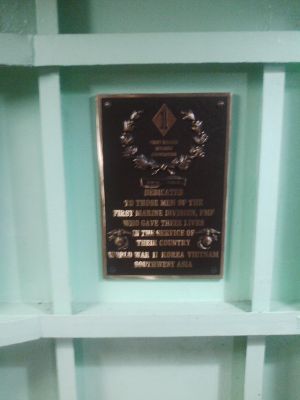 1
DEDICATED
TO THOSE MEN OF THE
FIRST MARINE DIVISION, FMF
WHO GAVE THEIR LIVES
IN THE SERVICE OF
THEIR COUNTRY
WORLD WAR II KOREA VIETNAM
SOUTHWEST ASIA